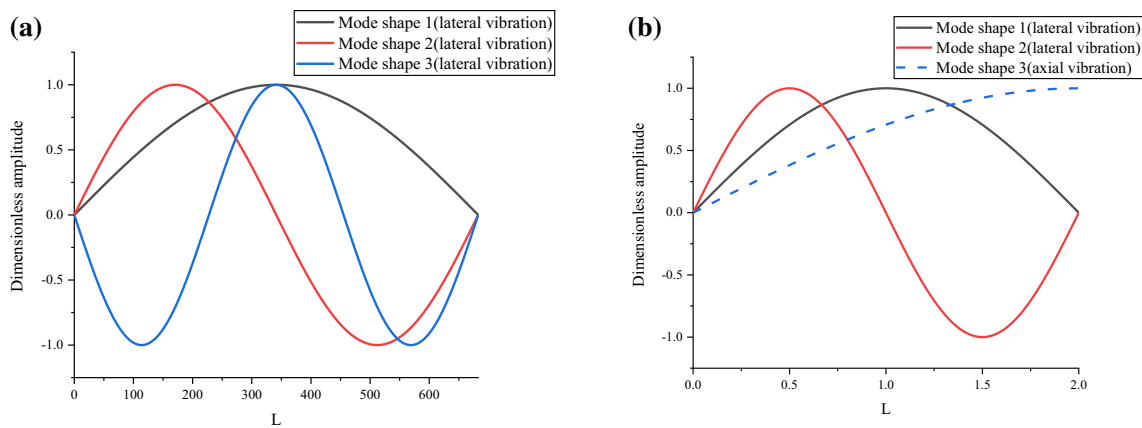 (a)
Mode shape 1(lateral vibration)
Mode shape 2(lateral vibration)
Mode shape 3(lateral vibration)
Dimensionless amplitude
1.0
0.5
0.0
-0.5
-1.0
0 100 200 300 400 500 600
L
(b)
Mode shape 1(lateral vibration)
Mode shape 2(lateral vibration)
Mode shape 3(axial vibration)
Dimensionless amplitude
1.0
0.5
0.0
-0.5
-1.0
0.0 0.5 1.0 1.5 2.0
L